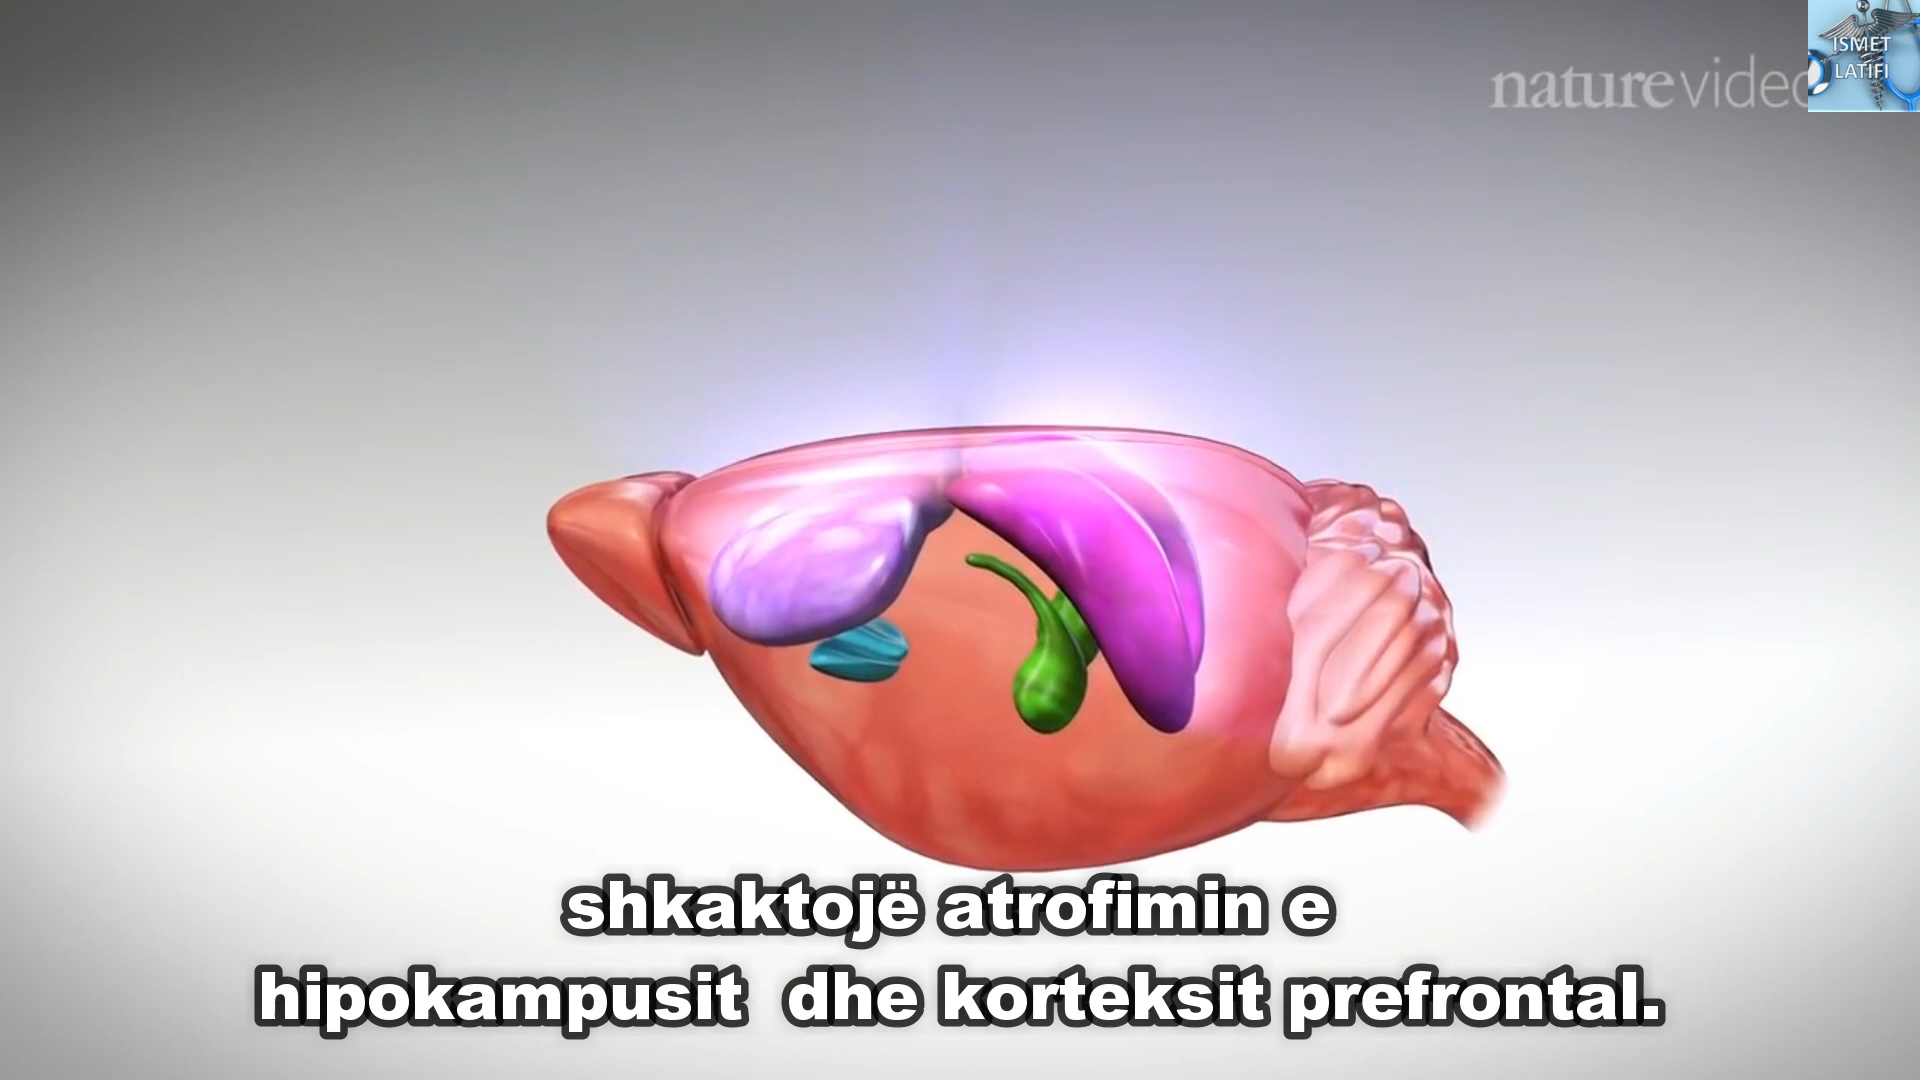 naturevideo
ISMET
LATIFI
shkaktojë atrofimin e
hipokampusit dhe korteksit prefrontal.